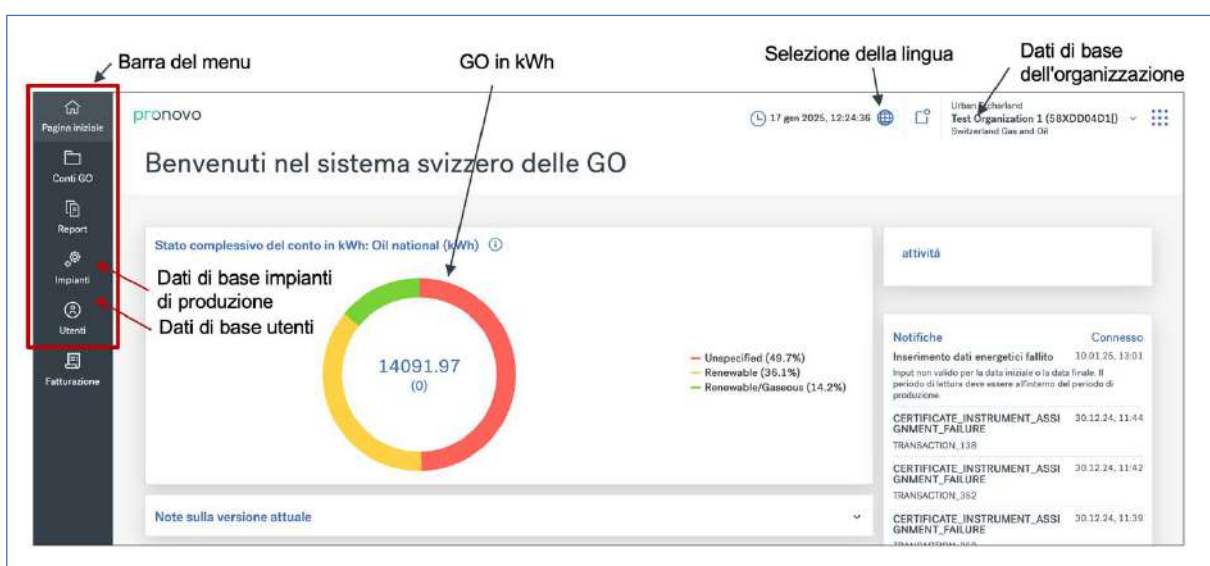 Barra del menu
GO in kWh
Selezione della lingua
Dati di base
dell'organizzazione
Pagina iniziale
Conti GO
Report
Impianti
Utenti
Fatturazione
pronovo
17 gen 2025, 12:24:36
Urban
Test Organization 1 (58XDD04D1J)
Switzerland Gas and Oil
Benvenuti nel sistema svizzero delle GO
Stato complessivo del conto in kWh: Oil national (kWh)
Dati di base impianti
di produzione
Dati di base utenti
14091.97
(0)
Unspecified (49.7%)
Renewable (36.1%)
Renewable/Gaseous (14.2%)
Note sulla versione attuale
attività
Notifiche Connesso
Inserimento dati energetici fallito 10.01.25, 13:01
Input non valido per la data iniziale o la data finale. Il
periodo di lettura deve essere all'interno del periodo di
produzione
CERTIFICATE_INSTRUMENT_ASSI 30.12.24, 11:44
GNMENT_FAILURE
TRANSACTION_138
CERTIFICATE_INSTRUMENT_ASSI 30.12.24, 11:42
GNMENT_FAILURE
TRANSACTION_352
CERTIFICATE_INSTRUMENT_ASSI 30.12.24, 11:39
GNMENT_FAILURE